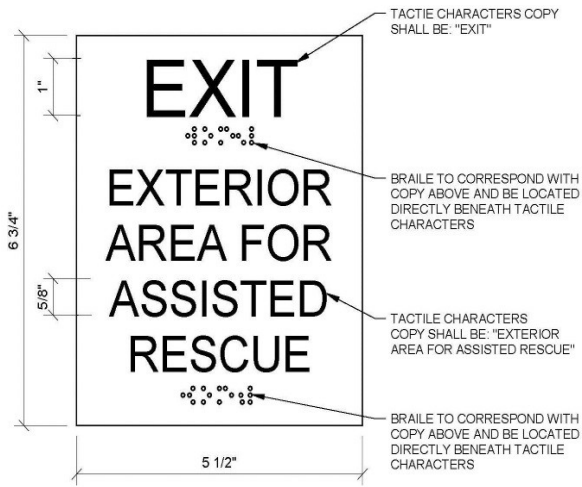 TACTIE CHARACTERS COPY
SHALL BE: "EXIT"
1"
EXIT
BRAILE TO CORRESPOND WITH
COPY ABOVE AND BE LOCATED
DIRECTLY BENEATH TACTILE
CHARACTERS
6 3/4"
EXTERIOR
AREA FOR
ASSISTED
RESCUE
5/8"
TACTILE CHARACTERS
COPY SHALL BE: "EXTERIOR
AREA FOR ASSISTED RESCUE"
BRAILE TO CORRESPOND WITH
COPY ABOVE AND BE LOCATED
DIRECTLY BENEATH TACTILE
CHARACTERS
5 1/2"